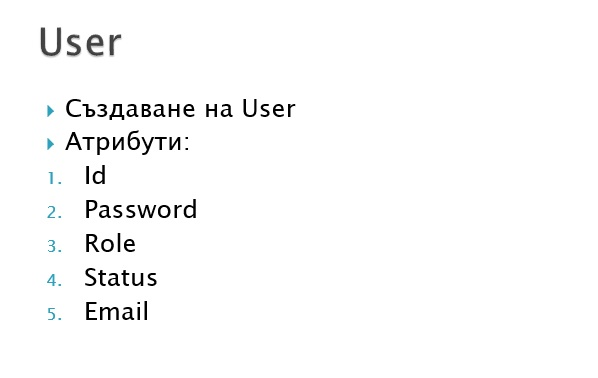 User
Създаване на User
Атрибути:
1. Id
2. Password
3. Role
4. Status
5. Email